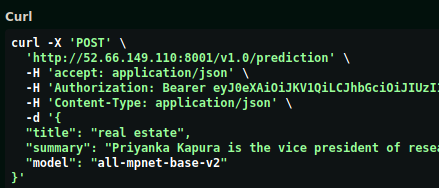 Curl
curl -X 'POST' \
'http://52.66.149.110:8001/v1.0/prediction' \
-H 'accept: application/json' \
-H 'Authorization: Bearer eyJ0eXAiOiJKV1QiLCJhbGciOiJIUzI1
-H 'Content-Type: application/json' \
-d '{
"title": "real estate",
"summary": "Priyanka Kapura is the vice president of resea
"model": "all-mpnet-base-v2"
}'